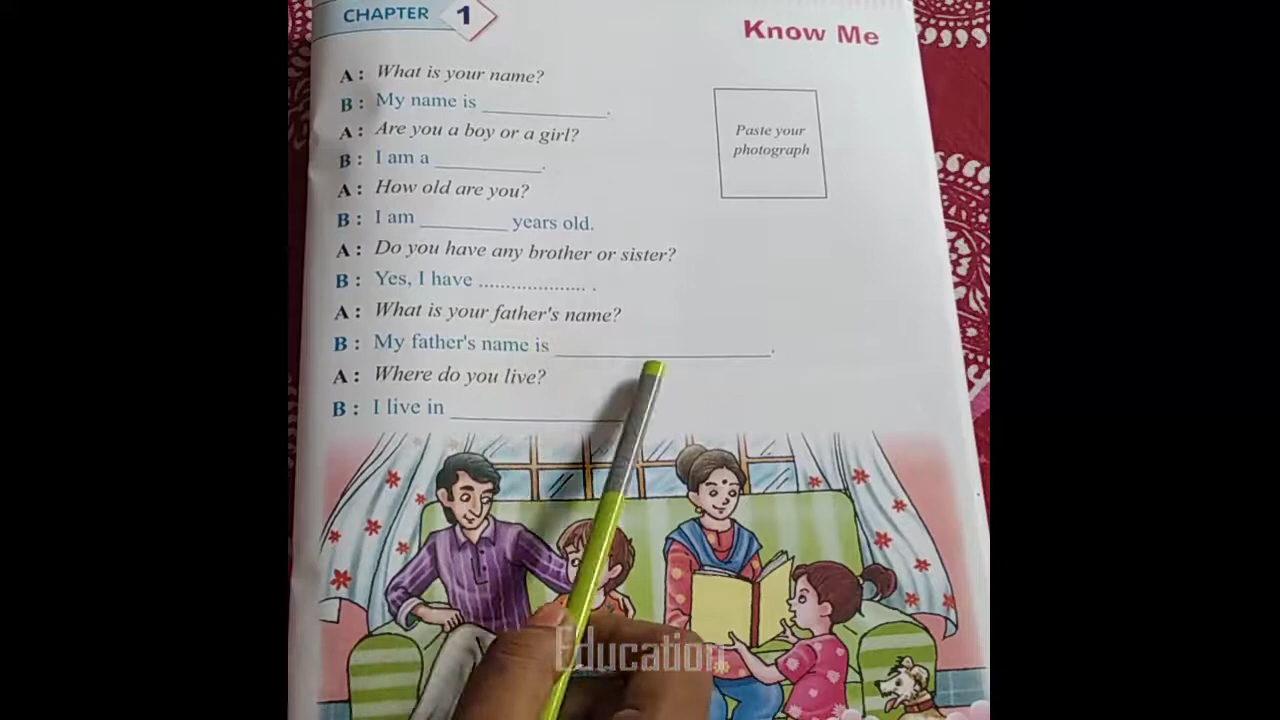 CHAPTER 1
Know Me
A : What is your name?
B : My name is ____________.
A : Are you a boy or a girl?
B : I am a ____________.
A : How old are you?
B : I am __________ years old.
A : Do you have any brother or sister?
B : Yes, I have .................... .
A : What is your father's name?
B : My father's name is ________________________.
A : Where do you live?
B : I live in ____________________
Paste your
photograph
Education